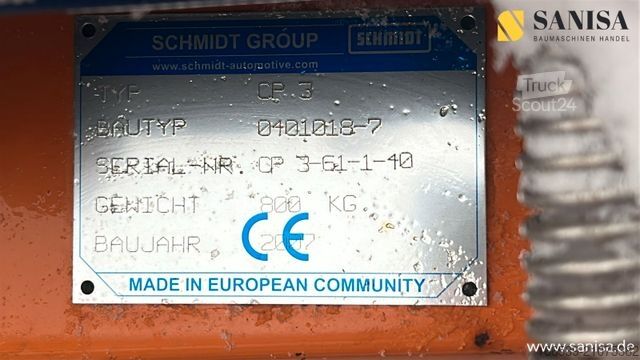 SANISA
BAUMASCHINEN HANDEL
SCHMIDT GROUP SCHMIDT
www.schmidt-automotive.com
Truck
Scout24
TYP CP 3
BAUTYP 0401018-7
SERIAL-NR. CP 3-61-1-40
GEWICHT 800 KG
BAUJAHR 2007
CE
MADE IN EUROPEAN COMMUNITY
www.sanisa.de